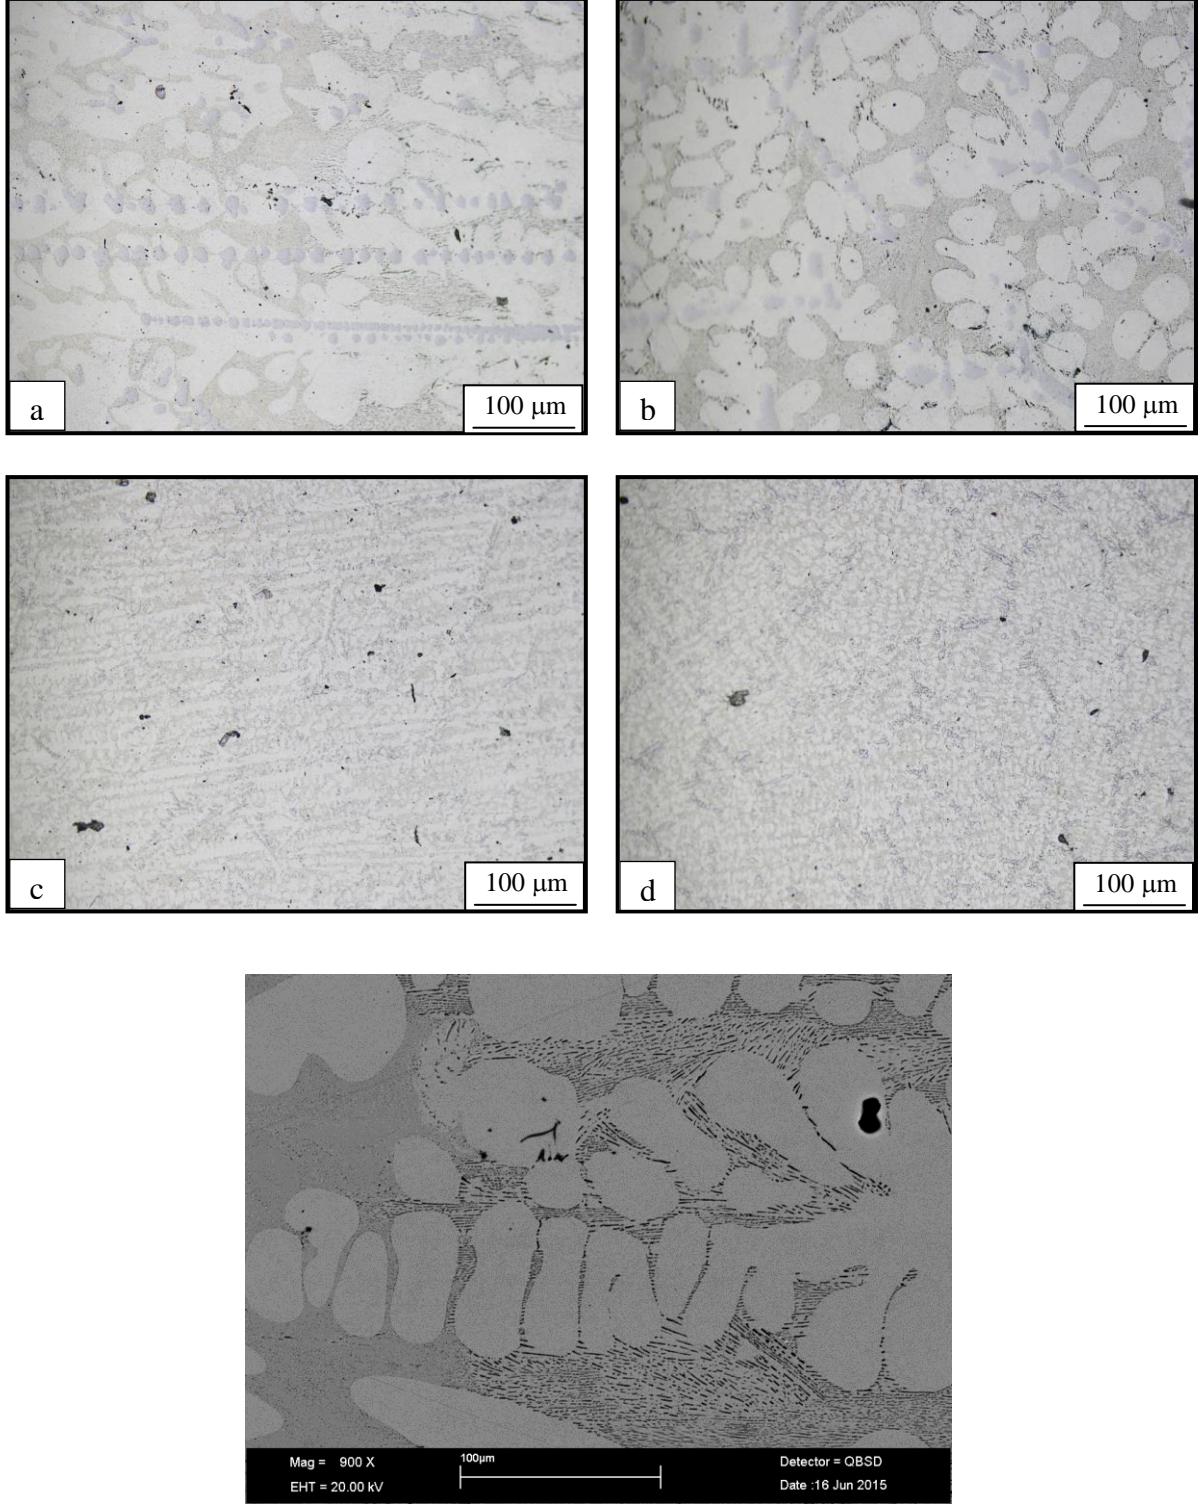 a
100 μm
b
100 μm
c
100 μm
d
100 μm
Mag = 900 X
EHT = 20.00 kV
100μm
Detector = QBSD
Date :16 Jun 2015